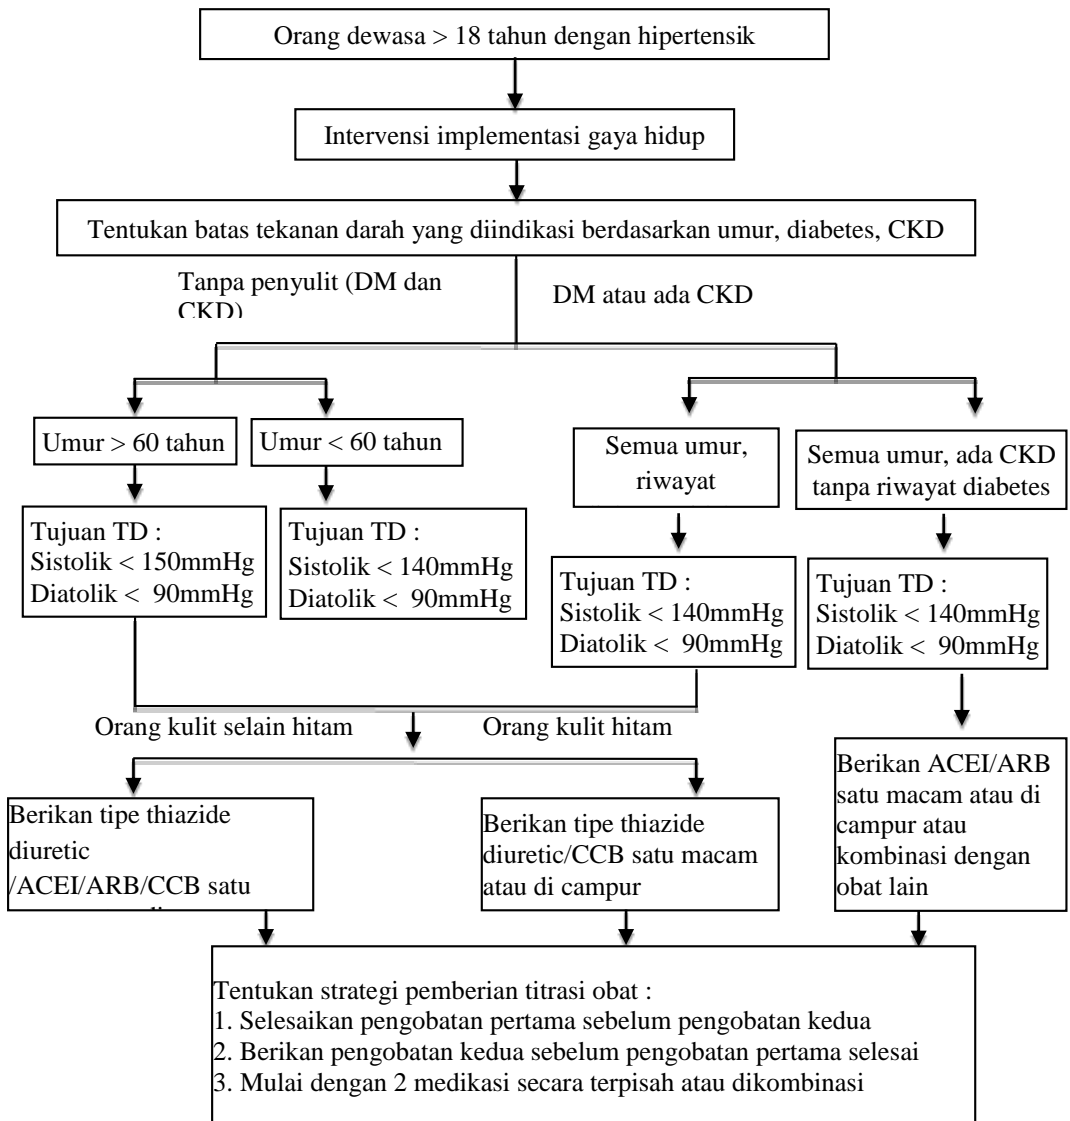 Orang dewasa > 18 tahun dengan hipertensik
Intervensi implementasi gaya hidup
Tentukan batas tekanan darah yang diindikasi berdasarkan umur, diabetes, CKD
Tanpa penyulit (DM dan
CKD)
DM atau ada CKD
Umur > 60 tahun
Umur < 60 tahun
Semua umur,
riwayat
Semua umur, ada CKD
tanpa riwayat diabetes
Tujuan TD :
Sistolik < 150mmHg
Diatolik < 90mmHg
Tujuan TD :
Sistolik < 140mmHg
Diatolik < 90mmHg
Tujuan TD :
Sistolik < 140mmHg
Diatolik < 90mmHg
Tujuan TD :
Sistolik < 140mmHg
Diatolik < 90mmHg
Orang kulit selain hitam
Orang kulit hitam
Berikan tipe thiazide
diuretic
/ACEI/ARB/CCB satu
Berikan tipe thiazide
diuretic/CCB satu macam
atau di campur
Berikan ACEI/ARB
satu macam atau di
campur atau
kombinasi dengan
obat lain
Tentukan strategi pemberian titrasi obat :
1. Selesaikan pengobatan pertama sebelum pengobatan kedua
2. Berikan pengobatan kedua sebelum pengobatan pertama selesai
3. Mulai dengan 2 medikasi secara terpisah atau dikombinasi